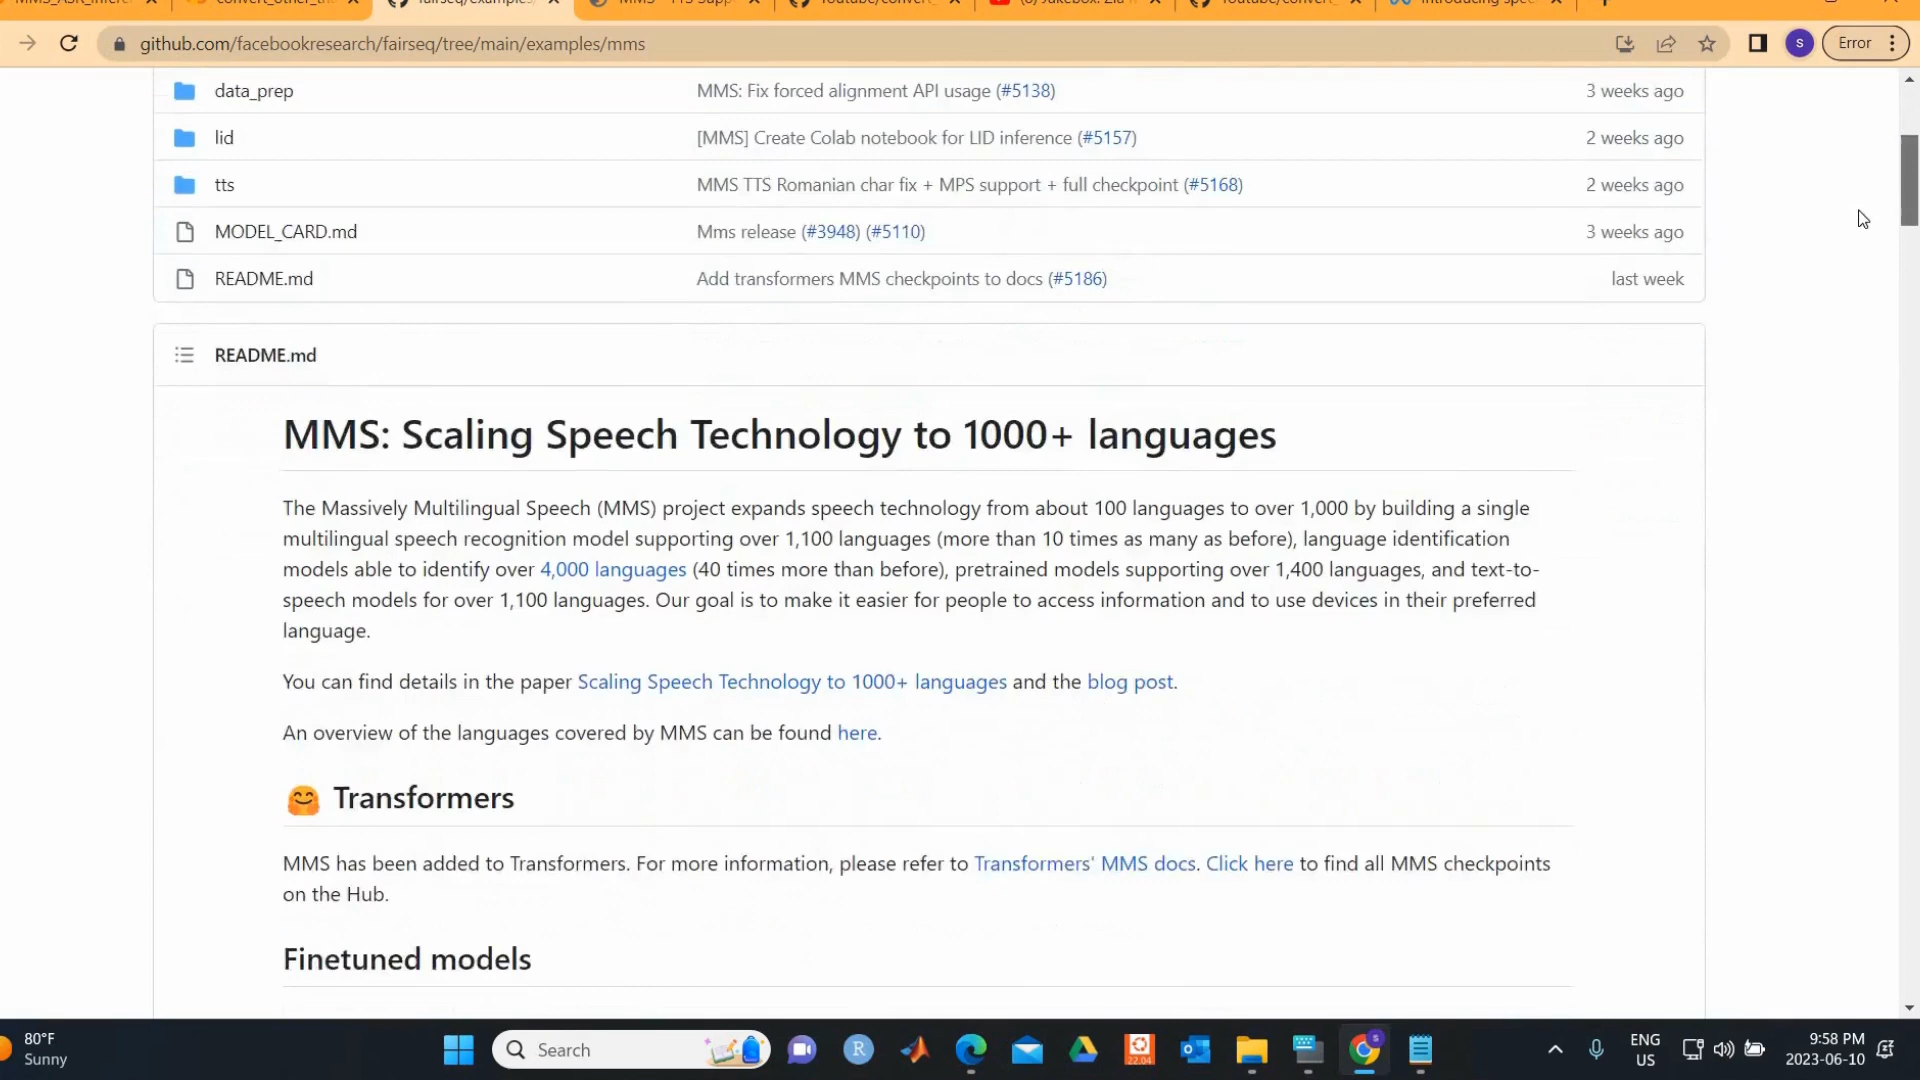 github.com/facebookresearch/fairseq/tree/main/examples/mms
S
Error
data_prep MMS: Fix forced alignment API usage (#5138) 3 weeks ago
lid [MMS] Create Colab notebook for LID inference (#5157) 2 weeks ago
tts MMS TTS Romanian char fix + MPS support + full checkpoint (#5168) 2 weeks ago
MODEL_CARD.md Mms release (#3948) (#5110) 3 weeks ago
README.md Add transformers MMS checkpoints to docs (#5186) last week
README.md
MMS: Scaling Speech Technology to 1000+ languages
The Massively Multilingual Speech (MMS) project expands speech technology from about 100 languages to over 1,000 by building a single
multilingual speech recognition model supporting over 1,100 languages (more than 10 times as many as before), language identification
models able to identify over 4,000 languages (40 times more than before), pretrained models supporting over 1,400 languages, and text-to-
speech models for over 1,100 languages. Our goal is to make it easier for people to access information and to use devices in their preferred
language.
You can find details in the paper Scaling Speech Technology to 1000+ languages and the blog post.
An overview of the languages covered by MMS can be found here.
🤗 Transformers
MMS has been added to Transformers. For more information, please refer to Transformers' MMS docs. Click here to find all MMS checkpoints
on the Hub.
Finetuned models
80°F
Sunny
Search
R
22.04
S
ENG
US
9:58 PM
2023-06-10